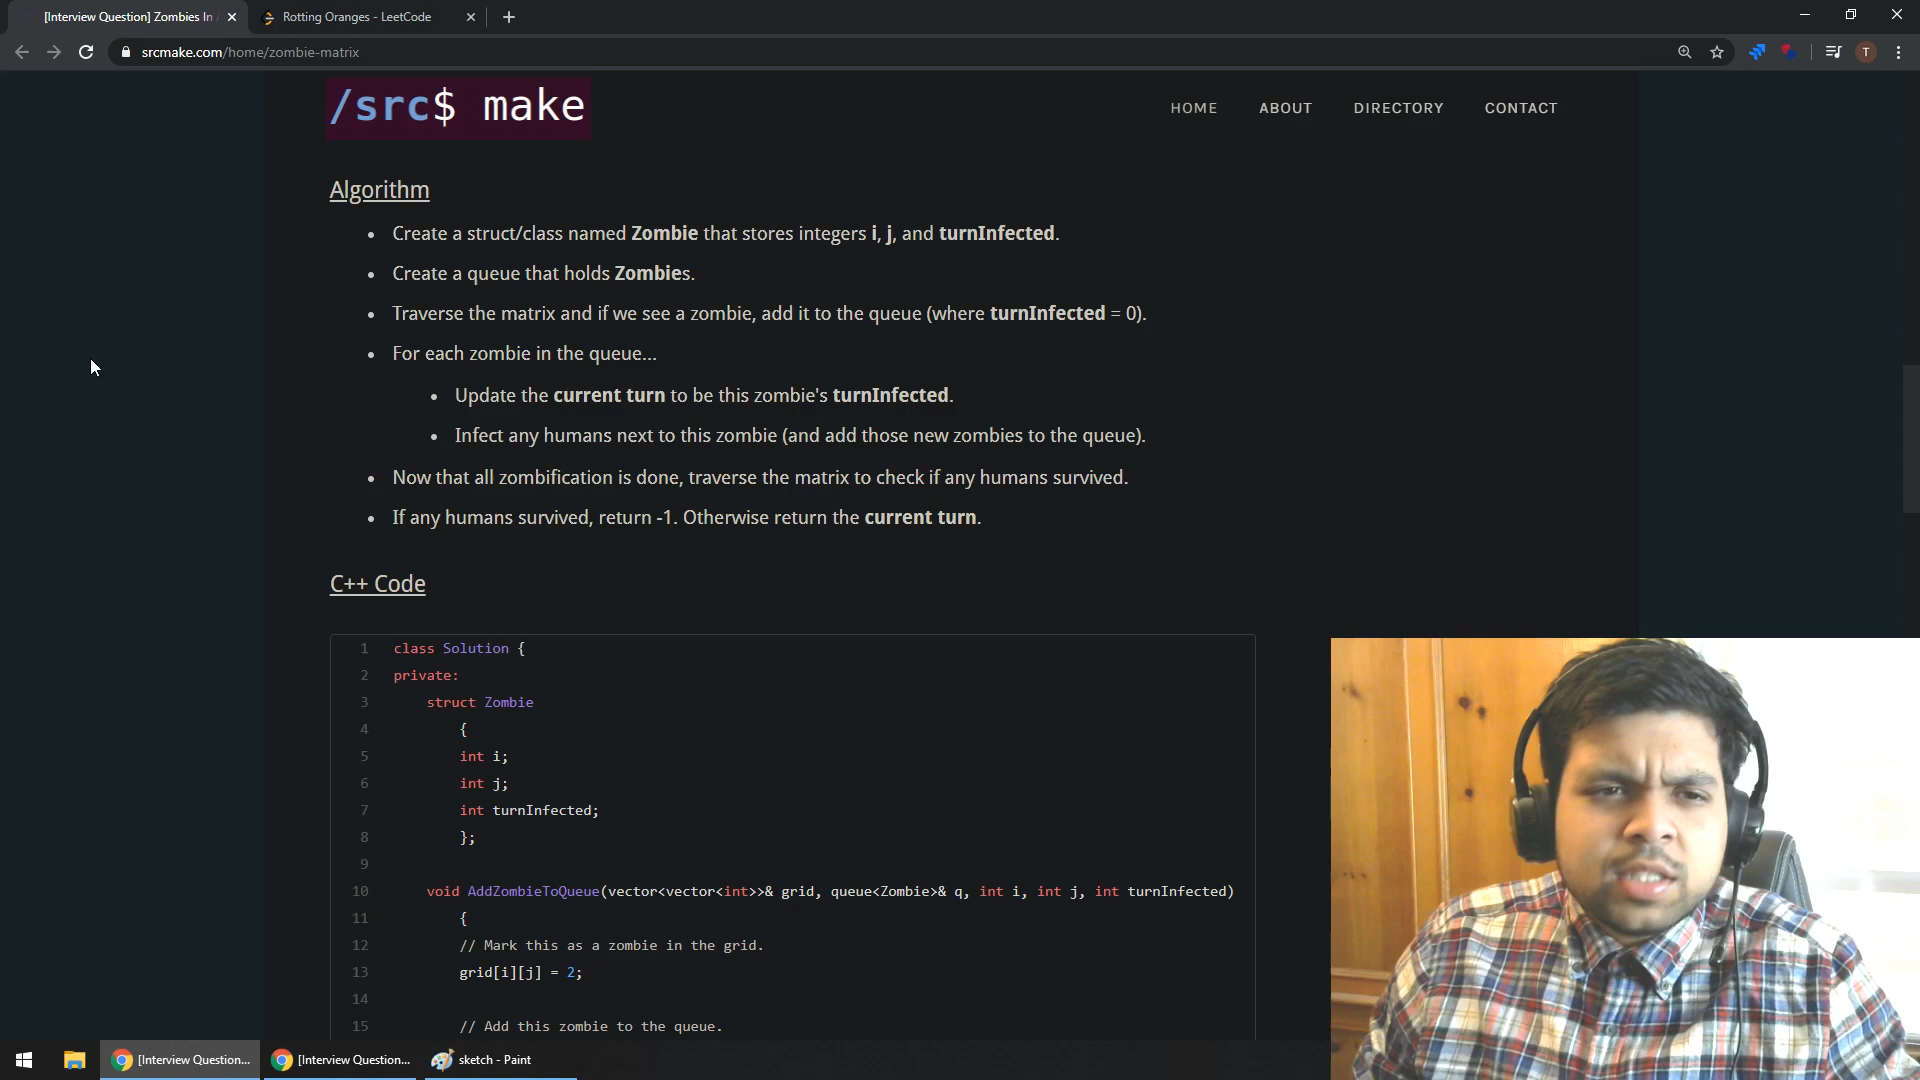 [Interview Question] Zombies In
Rotting Oranges - LeetCode
srcmake.com/home/zombie-matrix
T
/src$ make
HOME
ABOUT
DIRECTORY
CONTACT
Algorithm
• Create a struct/class named Zombie that stores integers i, j, and turnInfected.
• Create a queue that holds Zombies.
• Traverse the matrix and if we see a zombie, add it to the queue (where turnInfected = 0).
• For each zombie in the queue...
• Update the current turn to be this zombie's turnInfected.
• Infect any humans next to this zombie (and add those new zombies to the queue).
• Now that all zombification is done, traverse the matrix to check if any humans survived.
• If any humans survived, return -1. Otherwise return the current turn.
C++ Code
1 class Solution {
2 private:
3 struct Zombie
4 {
5 int i;
6 int j;
7 int turnInfected;
8 };
9
10 void AddZombieToQueue(vector<vector<int>>& grid, queue<Zombie>& q, int i, int j, int turnInfected)
11 {
12 // Mark this as a zombie in the grid.
13 grid[i][j] = 2;
14
15 // Add this zombie to the queue.
[Interview Question...
[Interview Question...
sketch - Paint